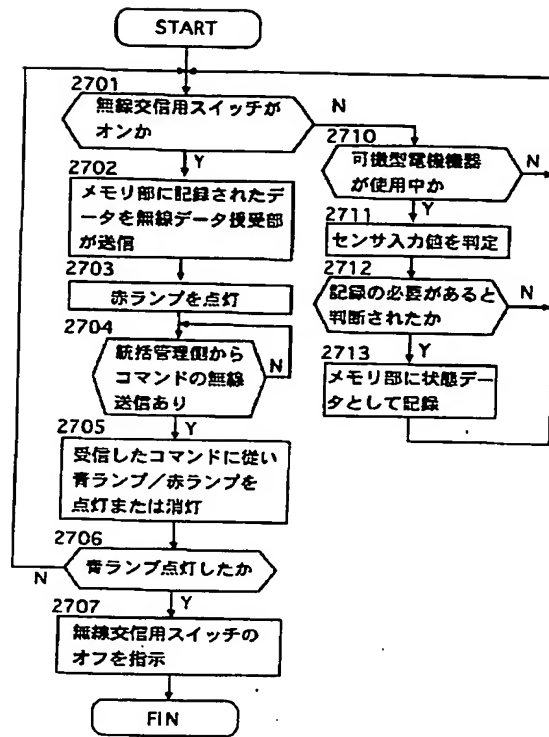 START
2701
無線交信用スイッチが
オンか
N
Y
2702
メモリ部に記録されたデ
ータを無線データ授受部
が送信
2703
赤ランプを点灯
2704
統括管理側から
コマンドの無線
送信あり
N
Y
2705
受信したコマンドに従い
青ランプ/赤ランプを
点灯または消灯
2706
青ランプ点灯したか
N
Y
2707
無線交信用スイッチの
オフを指示
FIN
2710
可搬型電機機器
が使用中か
N
Y
2711
センサ入力値を判定
2712
記録の必要があると
判断されたか
N
Y
2713
メモリ部に状態デー
タとして記録